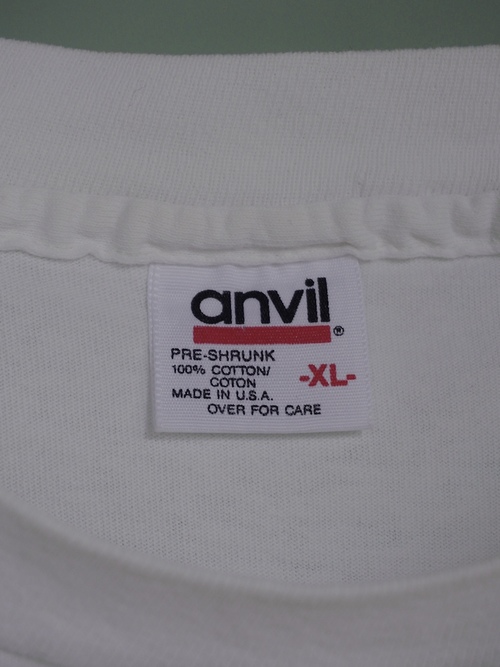 anvil®
PRE-SHRUNK
100% COTTON/
COTON
-XL-
MADE IN U.S.A.
OVER FOR CARE